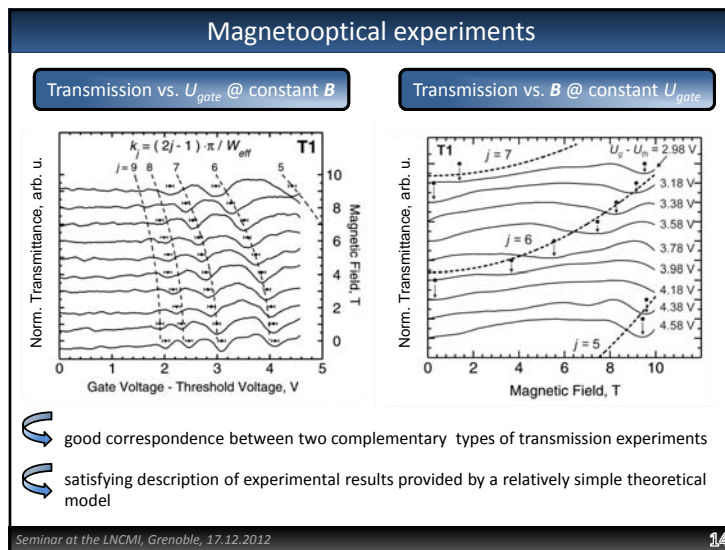 Magnetooptical experiments
Transmission vs. U_gate @ constant B
Transmission vs. B @ constant U_gate
k_j = ( 2j - 1 ) · π / W_eff
T1
j = 9
8
7
6
5
10
8
6
4
2
0
Norm. Transmittance, arb. u.
Magnetic Field, T
0
1
2
3
4
5
Gate Voltage - Threshold Voltage, V
T1
j = 7
U_g - U_th = 2.98 V
3.18 V
3.38 V
3.58 V
j = 6
3.78 V
3.98 V
4.18 V
4.38 V
j = 5
4.58 V
Norm. Transmittance, arb. u.
0
2
4
6
8
10
Magnetic Field, T
good correspondence between two complementary types of transmission experiments
satisfying description of experimental results provided by a relatively simple theoretical
model
Seminar at the LNCMI, Grenoble, 17.12.2012
14